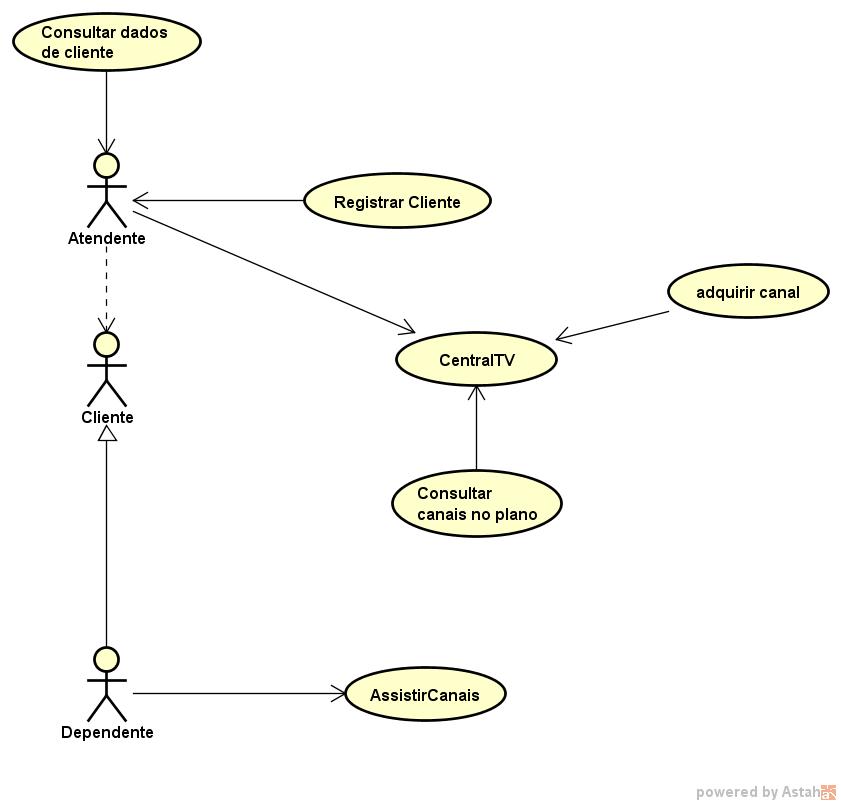 Consultar dados
de cliente
Atendente
Registrar Cliente
adquirir canal
CentralTV
Cliente
Consultar
canais no plano
AssistirCanais
Dependente
powered by Astah